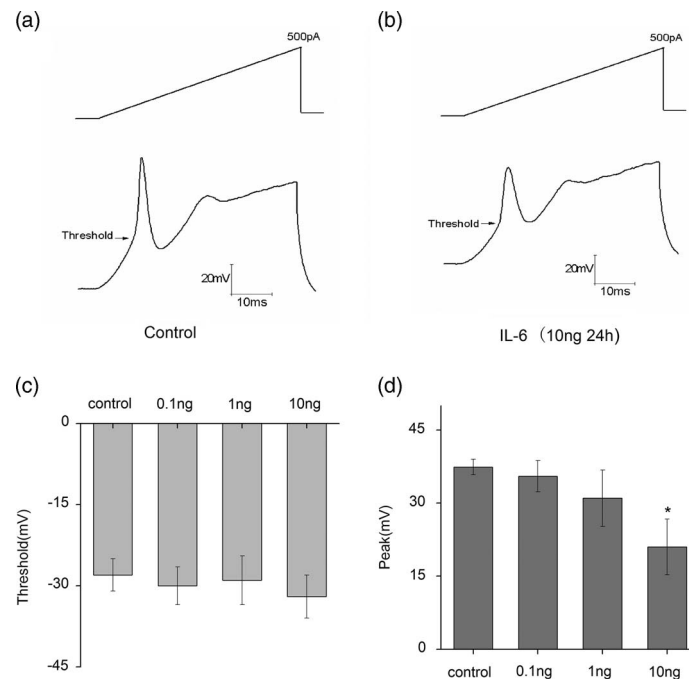 (a)
500pA
Threshold
20mV
10ms
Control
(b)
500pA
Threshold
20mV
10ms
IL-6 （10ng 24h)
(c)
control 0.1ng 1ng 10ng
0
-15
-30
-45
Threshold(mV)
(d)
45
30
15
0
Peak(mV)
*
control 0.1ng 1ng 10ng